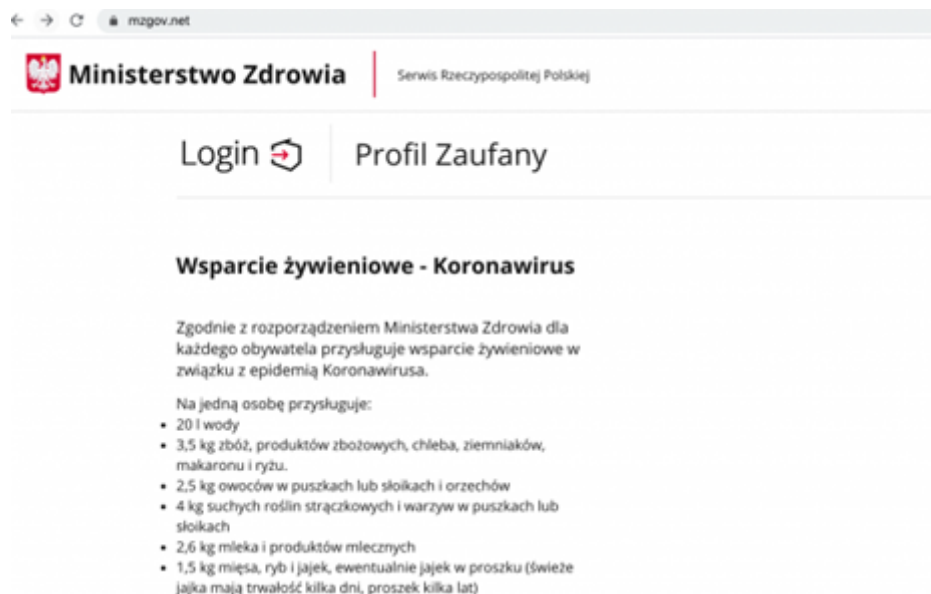 mzgov.net
Ministerstwo Zdrowia
Serwis Rzeczypospolitej Polskiej
Login
Profil Zaufany
Wsparcie żywieniowe - Koronawirus
Zgodnie z rozporządzeniem Ministerstwa Zdrowia dla
każdego obywatela przysługuje wsparcie żywieniowe w
związku z epidemią Koronawirusa.
Na jedną osobę przysługuje:
• 20 l wody
• 3,5 kg zbóż, produktów zbożowych, chleba, ziemniaków,
makaronu i ryżu.
• 2,5 kg owoców w puszkach lub słoikach i orzechów
• 4 kg suchych roślin strączkowych i warzyw w puszkach lub
słoikach
• 2,6 kg mleka i produktów mlecznych
• 1,5 kg mięsa, ryb i jajek, ewentualnie jajek w proszku (świeże
jajka mają trwałość kilka dni, proszek kilka lat)